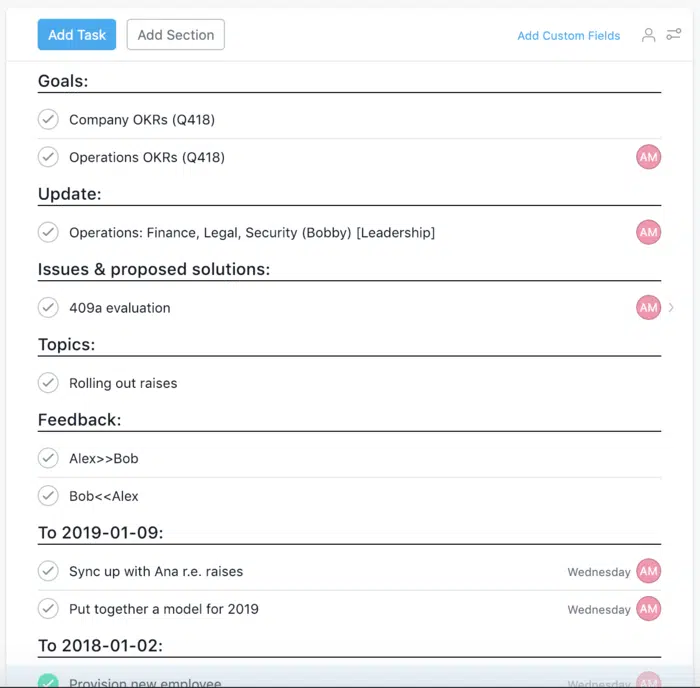 Add Task
Add Section
Add Custom Fields
Goals:
Company OKRs (Q418)
Operations OKRs (Q418)
AM
Update:
Operations: Finance, Legal, Security (Bobby) [Leadership]
AM
Issues & proposed solutions:
409a evaluation
AM
Topics:
Rolling out raises
Feedback:
Alex>>Bob
Bob<<Alex
To 2019-01-09:
Sync up with Ana r.e. raises
Wednesday
AM
Put together a model for 2019
Wednesday
AM
To 2018-01-02:
Provision new employee
Wednesday
AM